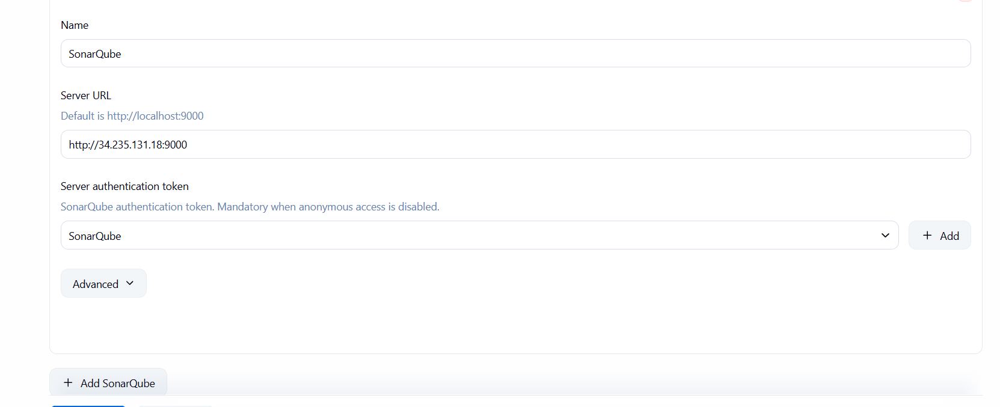 Name
SonarQube
Server URL
Default is http://localhost:9000
http://34.235.131.18:9000
Server authentication token
SonarQube authentication token. Mandatory when anonymous access is disabled.
SonarQube
Add
Advanced
Add SonarQube